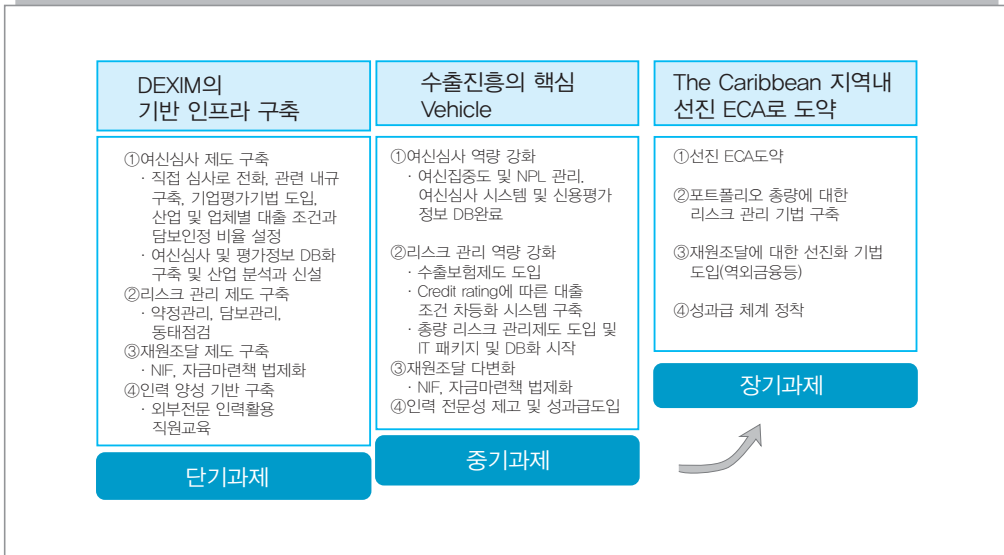 DEXIM의
기반 인프라 구축
①여신심사 제도 구축
· 직접 심사로 전화, 관련 내규
구축, 기업평가기법 도입,
산업 및 업체별 대출 조건과
담보인정 비율 설정
· 여신심사 및 평가정보 DB화
구축 및 산업 분석과 신설
②리스크 관리 제도 구축
· 약정관리, 담보관리,
동태점검
③재원조달 제도 구축
· NIF, 자금마련책 법제화
④인력 양성 기반 구축
· 외부전문 인력활용
직원교육
단기과제
수출진흥의 핵심
Vehicle
①여신심사 역량 강화
· 여신집중도 및 NPL 관리,
여신심사 시스템 및 신용평가
정보 DB완료
②리스크 관리 역량 강화
· 수출보험제도 도입
· Credit rating에 따른 대출
조건 차등화 시스템 구축
· 총량 리스크 관리제도 도입 및
IT 패키지 및 DB화 시작
③재원조달 다변화
· NIF, 자금마련책 법제화
④인력 전문성 제고 및 성과급도입
중기과제
The Caribbean 지역내
선진 ECA로 도약
①선진 ECA도약
②포트폴리오 총량에 대한
리스크 관리 기법 구축
③재원조달에 대한 선진화 기법
도입(역외금융등)
④성과급 체계 정착
장기과제